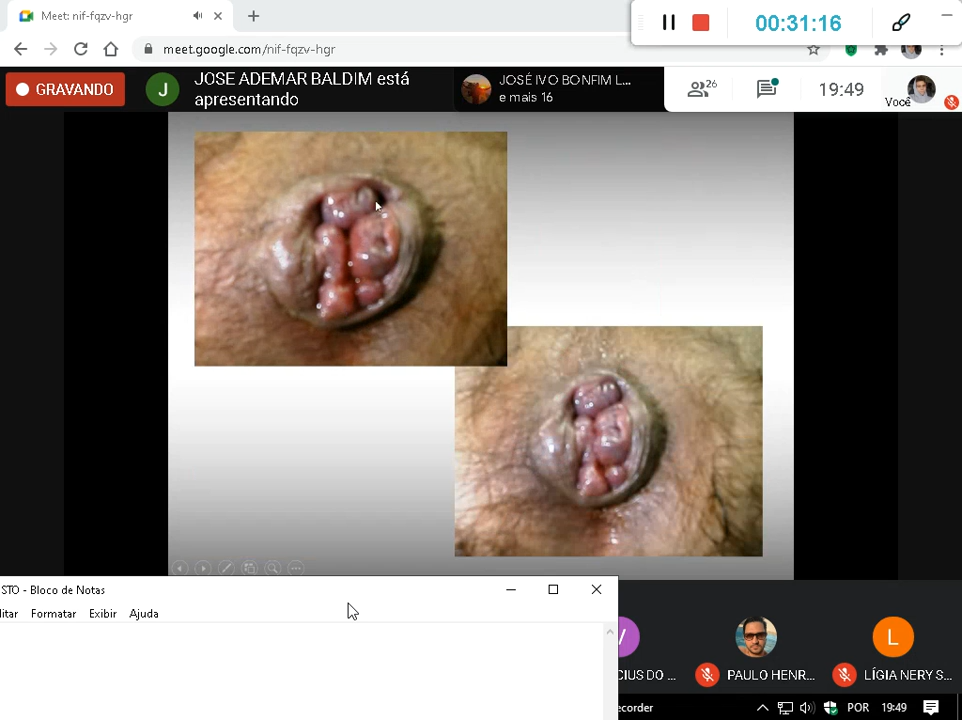 Meet: nif-fqzv-hgr
00:31:16
meet.google.com/nif-fqzv-hgr
GRAVANDO
J
JOSE ADEMAR BALDIM está
apresentando
JOSÉ IVO BONFIM L...
e mais 16
26
19:49
Você
STO - Bloco de Notas
itar Formatar Exibir Ajuda
V
L
CIUS DO ...
PAULO HENR...
LÍGIA NERY S...
ecorder
POR
19:49